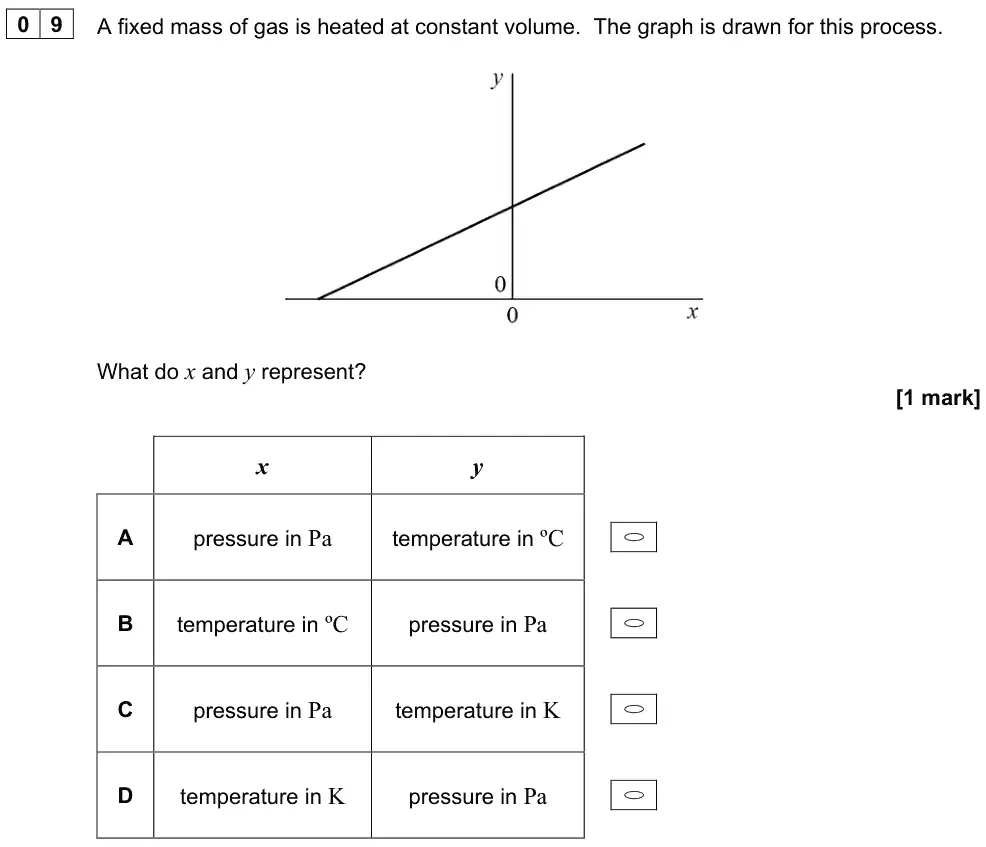 0 9 A fixed mass of gas is heated at constant volume. The graph is drawn for this process.
y
0
0
x
What do x and y represent?
[1 mark]
x y
A pressure in Pa temperature in ºC
B temperature in ºC pressure in Pa
C pressure in Pa temperature in K
D temperature in K pressure in Pa